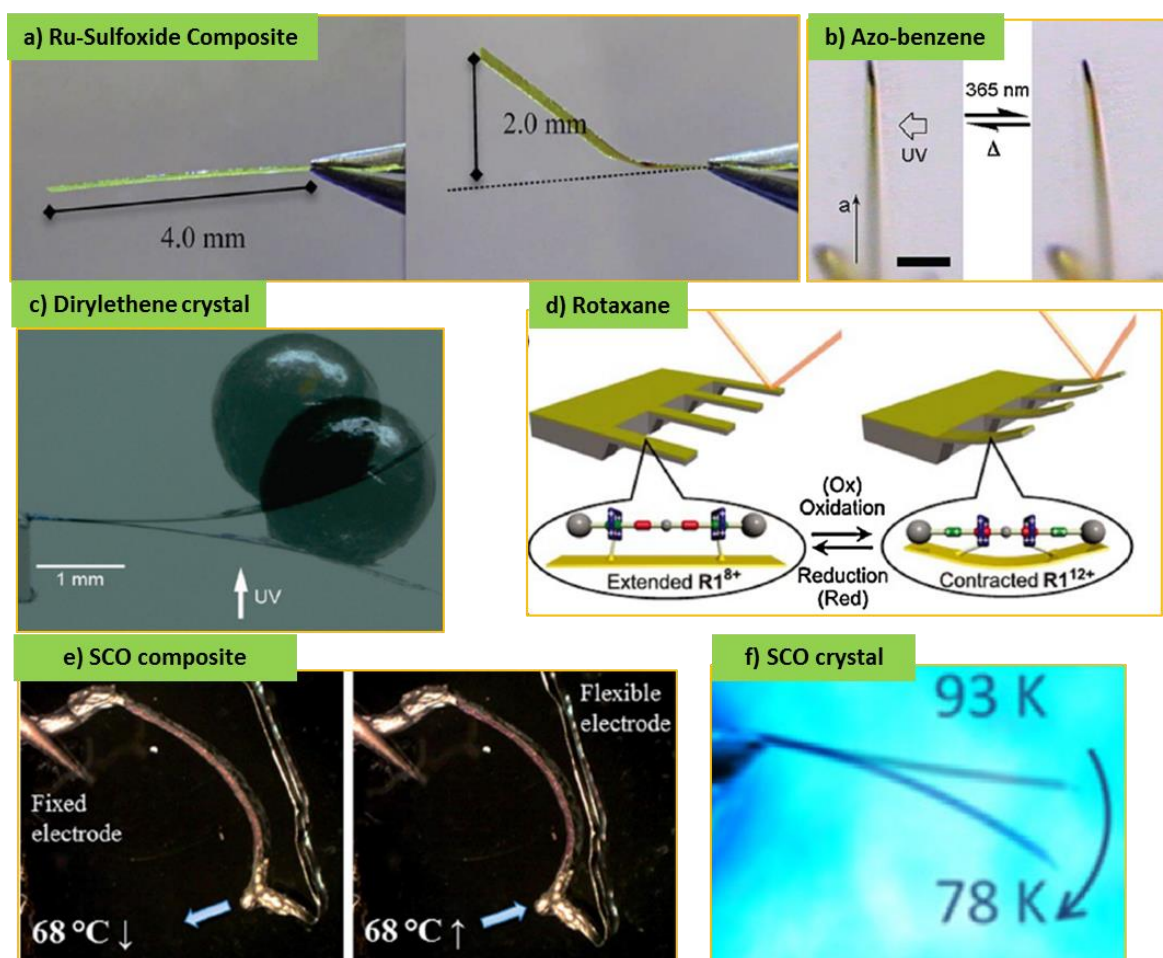 a) Ru-Sulfoxide Composite
4.0 mm
2.0 mm
b) Azo-benzene
365 nm
UV
Δ
a
c) Dirylethene crystal
1 mm
UV
d) Rotaxane
(Ox)
Oxidation
Reduction
(Red)
Extended R1⁸⁺
Contracted R1¹²⁺
e) SCO composite
Fixed
electrode
68 °C ↓
Flexible
electrode
68 °C ↑
f) SCO crystal
93 K
78 K